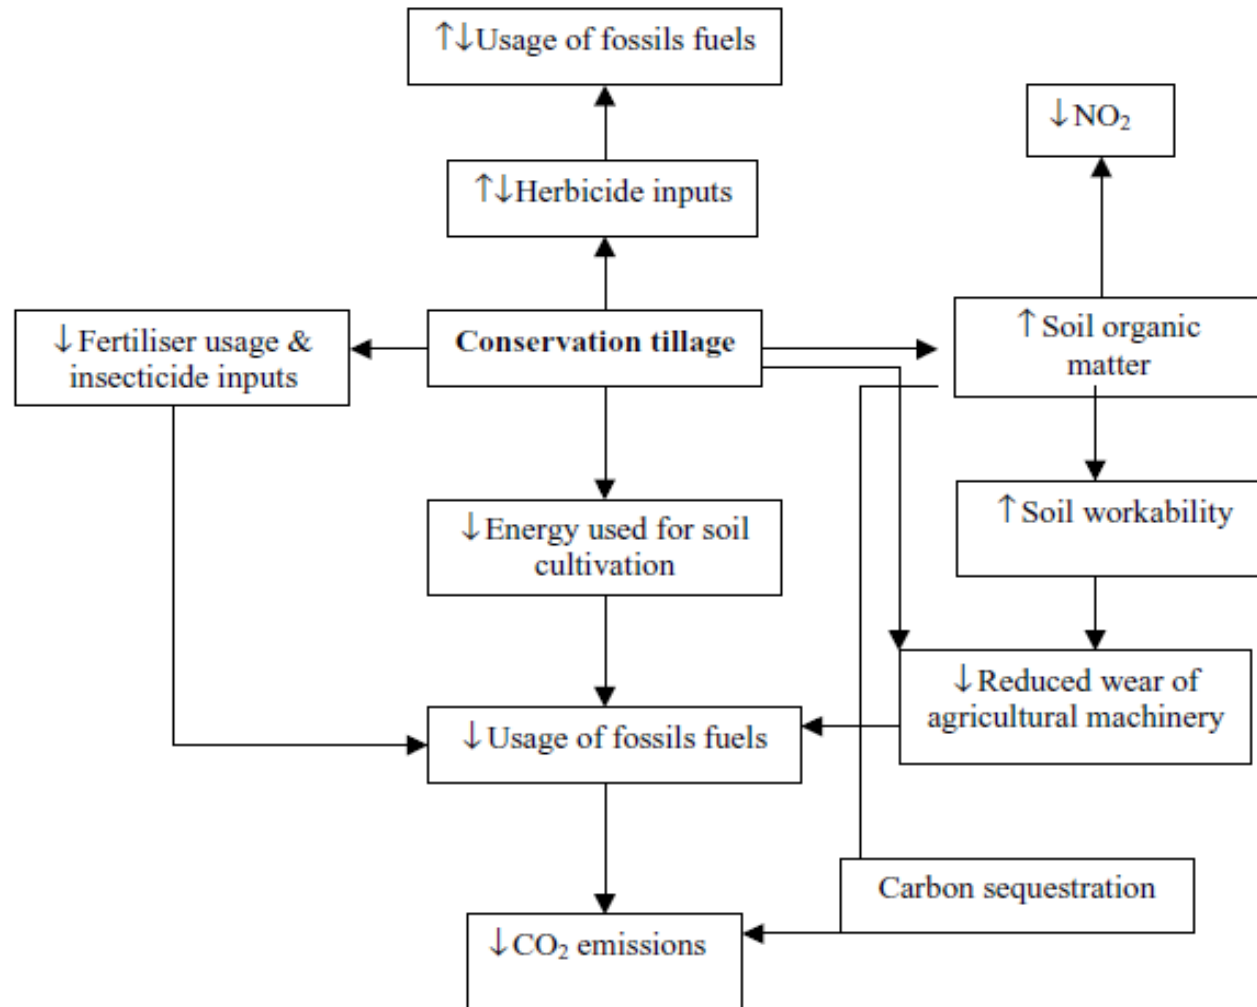 ↑↓Usage of fossils fuels
↓NO₂
↑↓Herbicide inputs
↓Fertiliser usage &
insecticide inputs
Conservation tillage
↑Soil organic
matter
↓Energy used for soil
cultivation
↑Soil workability
↓Reduced wear of
agricultural machinery
↓Usage of fossils fuels
Carbon sequestration
↓CO₂ emissions